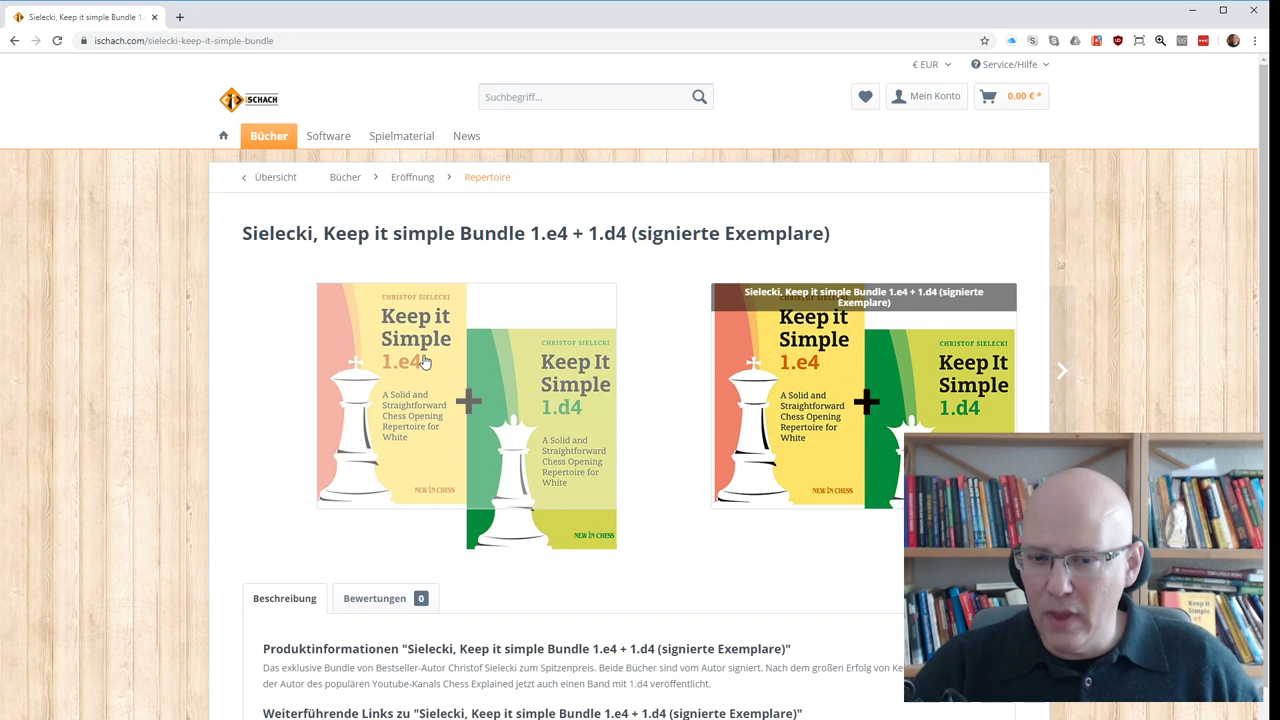 Sielecki, Keep it simple Bundle 1.
ischach.com/sielecki-keep-it-simple-bundle
€ EUR
Service/Hilfe
SCHACH
Suchbegriff...
Mein Konto
0,00 € *
Bücher
Software
Spielmaterial
News
Übersicht
Bücher
Eröffnung
Repertoire
Sielecki, Keep it simple Bundle 1.e4 + 1.d4 (signierte Exemplare)
CHRISTOF SIELECKI
Keep it
Simple
1.e4
A Solid and
Straightforward
Chess Opening
Repertoire for
White
NEW IN CHESS
+
CHRISTOF SIELECKI
Keep It
Simple
1.d4
A Solid and
Straightforward
Chess Opening
Repertoire for
White
NEW IN CHESS
Sielecki, Keep it simple Bundle 1.e4 + 1.d4 (signierte
Exemplare)
Keep it
Simple
1.e4
A Solid and
Straightforward
Chess Opening
Repertoire for
White
NEW IN CHESS
+
CHRISTOF SIELECKI
Keep It
Simple
1.d4
Beschreibung
Bewertungen 0
Produktinformationen "Sielecki, Keep it simple Bundle 1.e4 + 1.d4 (signierte Exemplare)"
Das exklusive Bundle von Bestseller-Autor Christof Sielecki zum Spitzenpreis. Beide Bücher sind vom Autor signiert. Nach dem großen Erfolg von Ke
der Autor des populären Youtube-Kanals Chess Explained jetzt auch einen Band mit 1.d4 veröffentlicht.
Weiterführende Links zu "Sielecki, Keep it simple Bundle 1.e4 + 1.d4 (signierte Exemplare)"
Keep It
Simple